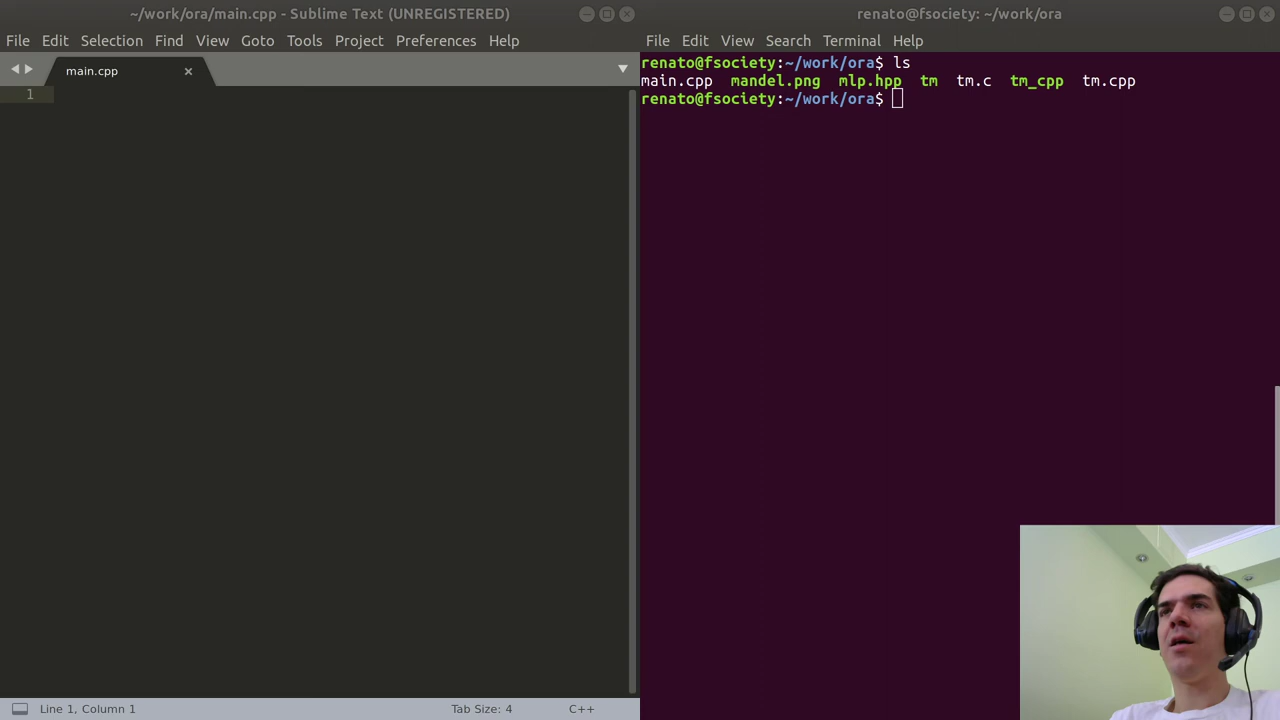 ~/work/ora/main.cpp - Sublime Text (UNREGISTERED)
File Edit Selection Find View Goto Tools Project Preferences Help
main.cpp
1
Line 1, Column 1 Tab Size: 4 C++
renato@fsociety: ~/work/ora
File Edit View Search Terminal Help
renato@fsociety:~/work/ora$ ls
main.cpp mandel.png mlp.hpp tm tm.c tm_cpp tm.cpp
renato@fsociety:~/work/ora$